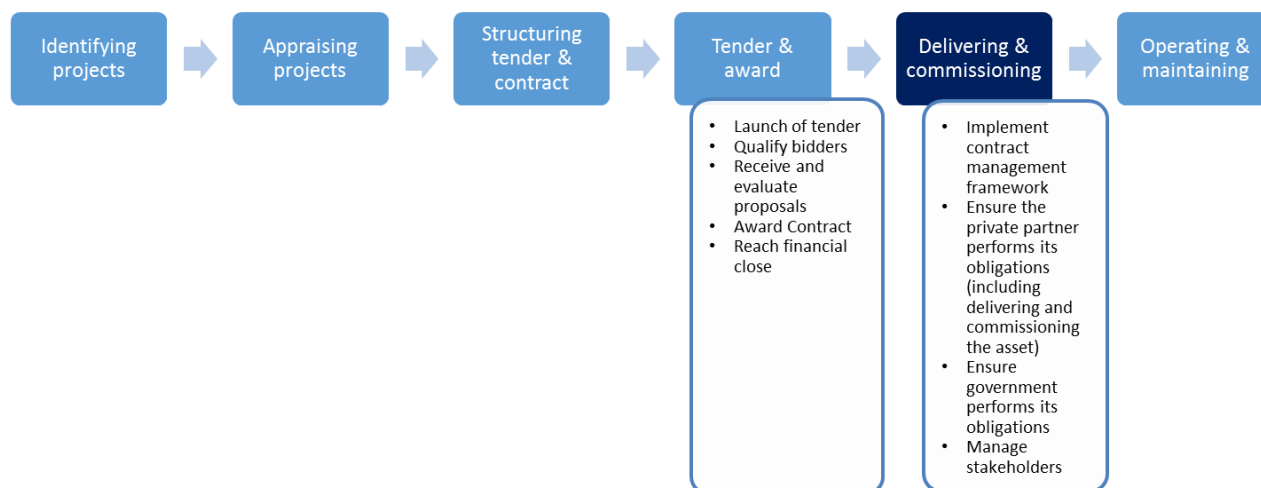 Identifying
projects
Appraising
projects
Structuring
tender &
contract
Tender &
award
Delivering &
commissioning
Operating &
maintaining
• Launch of tender
• Qualify bidders
• Receive and
evaluate
proposals
• Award Contract
• Reach financial
close
• Implement
contract
management
framework
• Ensure the
private partner
performs its
obligations
(including
delivering and
commissioning
the asset)
• Ensure
government
performs its
obligations
• Manage
stakeholders